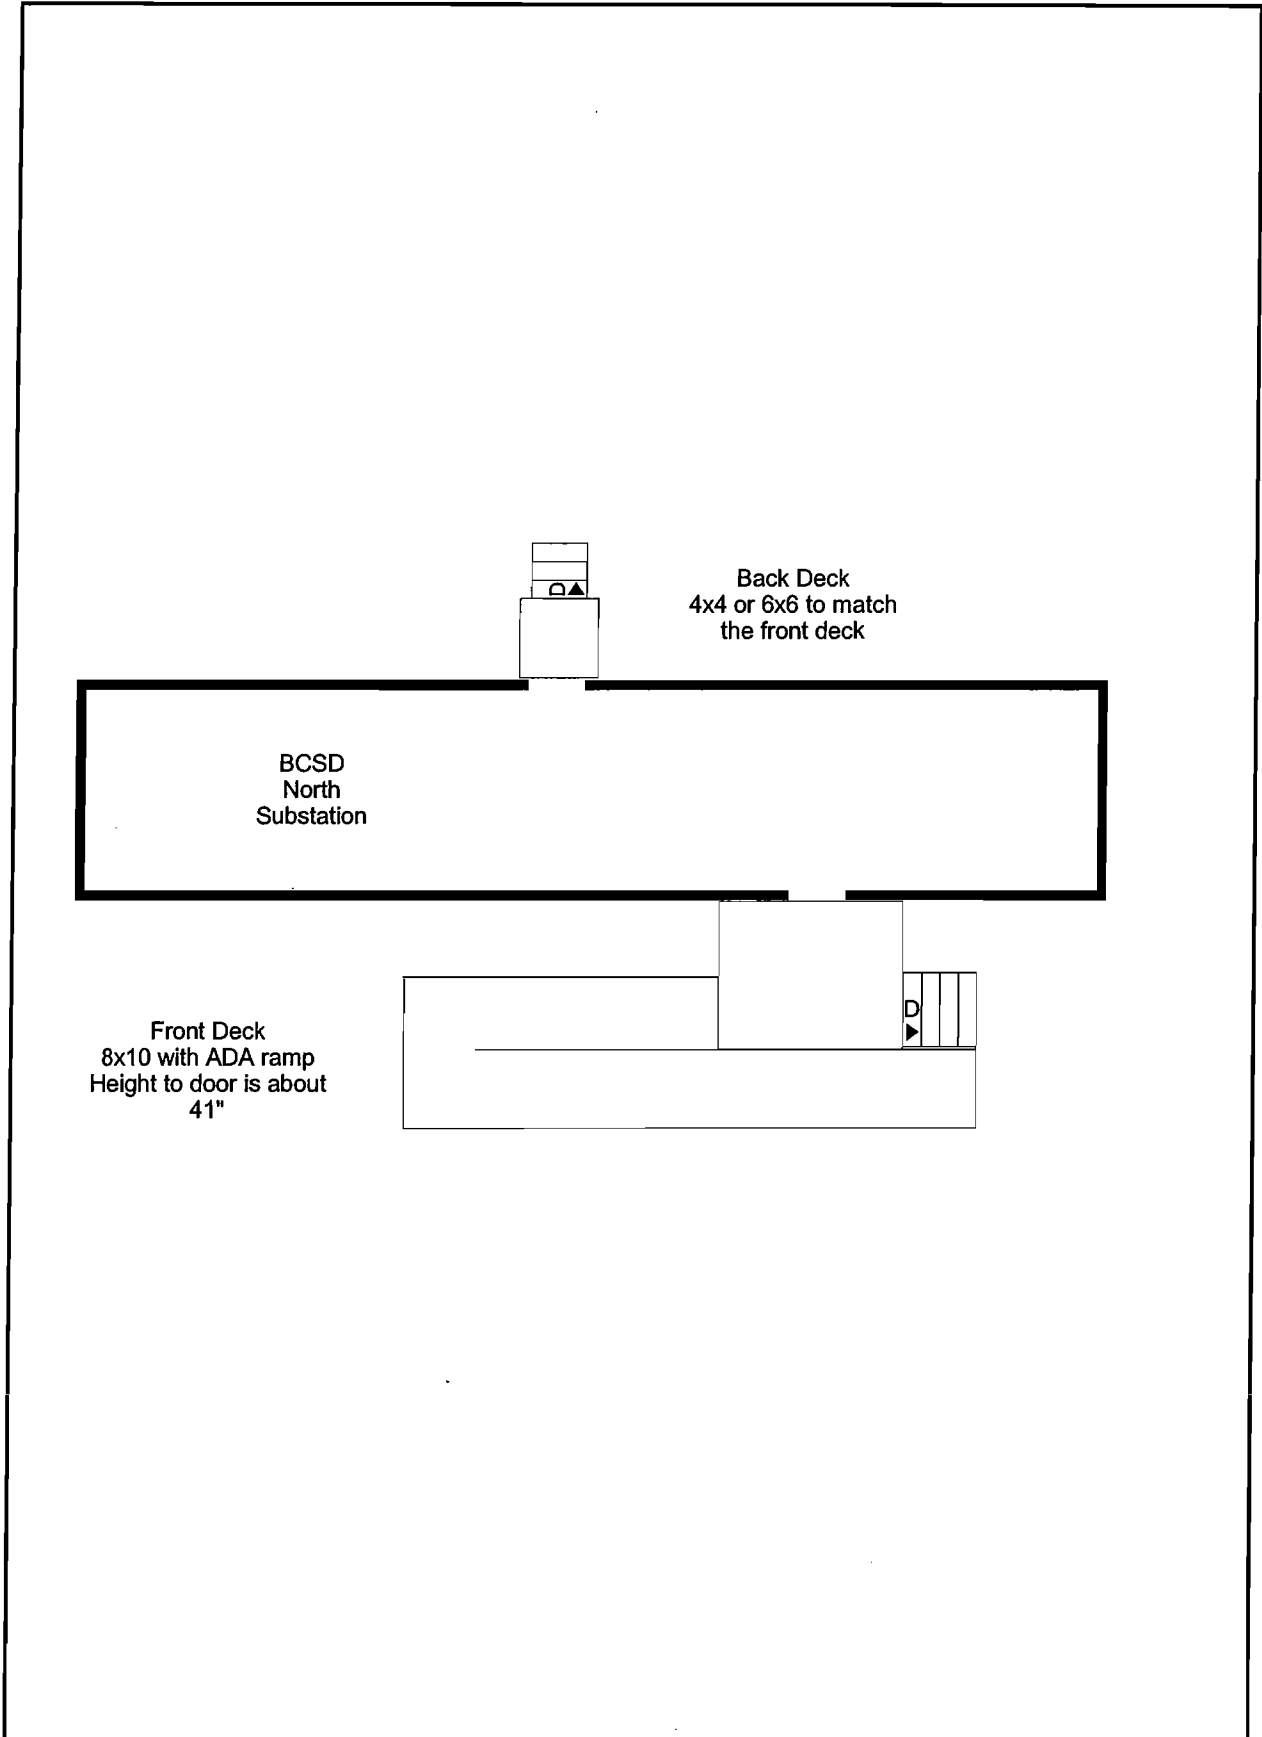 D
Back Deck
4x4 or 6x6 to match
the front deck
BCSD
North
Substation
D
Front Deck
8x10 with ADA ramp
Height to door is about
41"